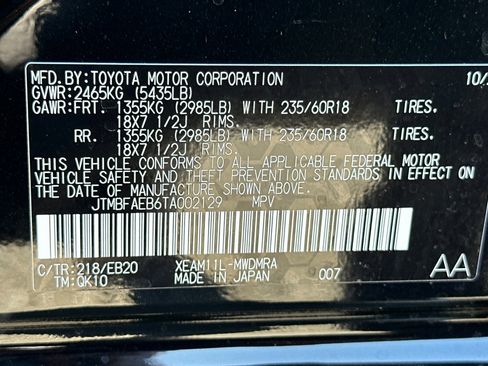 MFD.BY:TOYOTA MOTOR CORPORATION 10/
GVWR:2465KG (5435LB)
GAWR:FRT. 1355KG (2985LB) WITH 235/60R18 TIRES.
18X7 1/2J RIMS.
RR. 1355KG (2985LB) WITH 235/60R18 TIRES.
18X7 1/2J RIMS.
THIS VEHICLE CONFORMS TO ALL APPLICABLE FEDERAL MOTOR
VEHICLE SAFETY AND THEFT PREVENTION STANDARDS IN EFFECT
ON THE DATE OF MANUFACTURE SHOWN ABOVE.
JTMBFAEB6TA002129 MPV
C/TR:218/EB20 XEAM11L-MWDMRA
TM:QK10 MADE IN JAPAN 007 AA